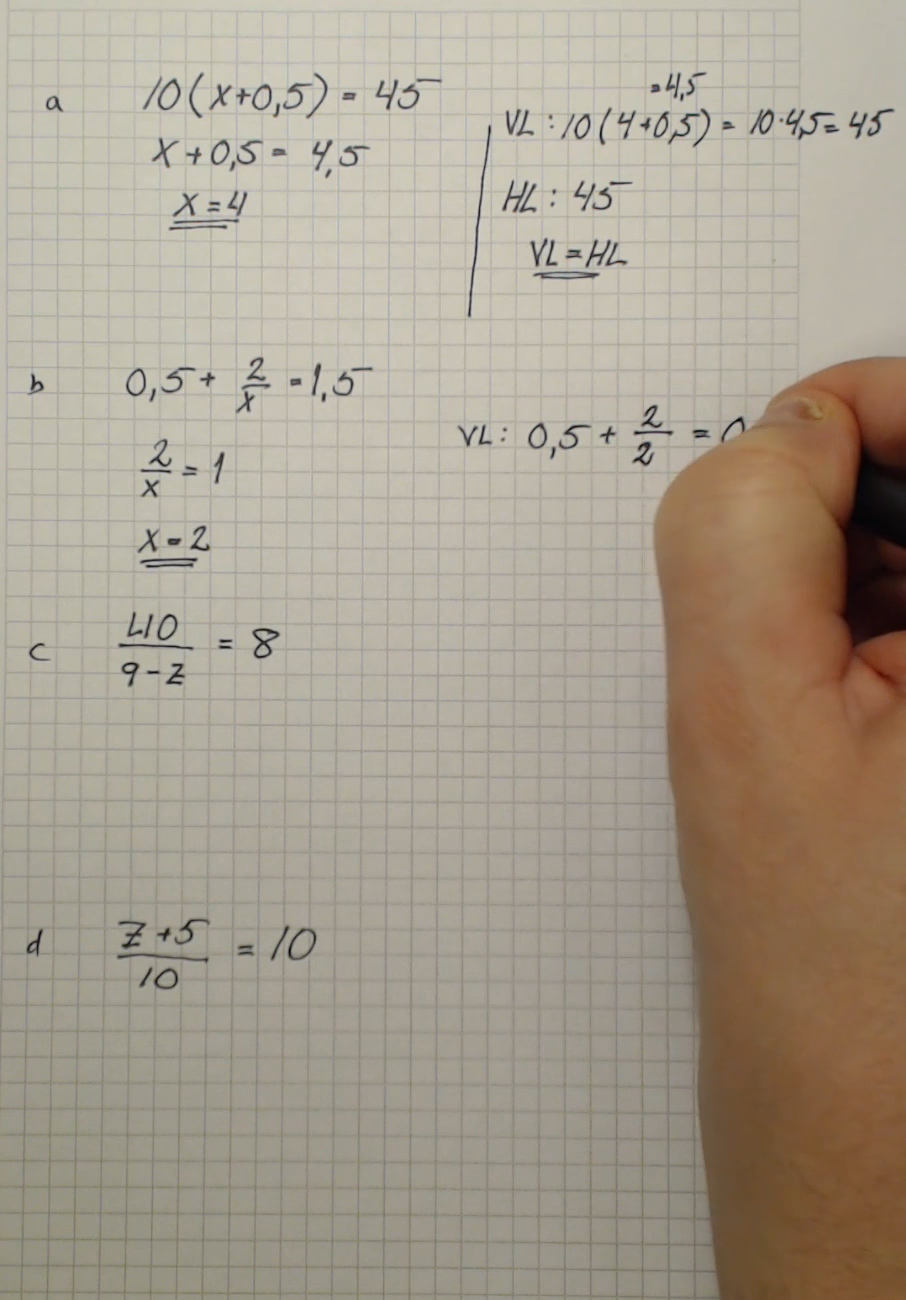 a 10(x+0,5) = 45
x+0,5 = 4,5
x=4
=4,5
VL: 10(4+0,5) = 10·4,5 = 45
HL: 45
VL=HL
b 0,5 + 2/x = 1,5
2/x = 1
x=2
VL: 0,5 + 2/2 = 0
c 40/(9-z) = 8
d (z+5)/10 = 10